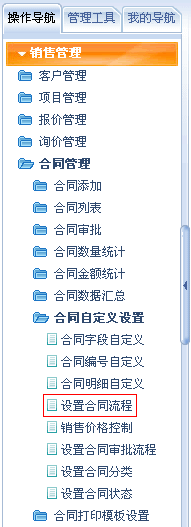 操作导航 管理工具 我的导航
销售管理
客户管理
项目管理
报价管理
询价管理
合同管理
合同添加
合同列表
合同审批
合同数量统计
合同金额统计
合同数据汇总
合同自定义设置
合同字段自定义
合同编号自定义
合同明细自定义
设置合同流程
销售价格控制
设置合同审批流程
设置合同分类
设置合同状态
合同打印模板设置